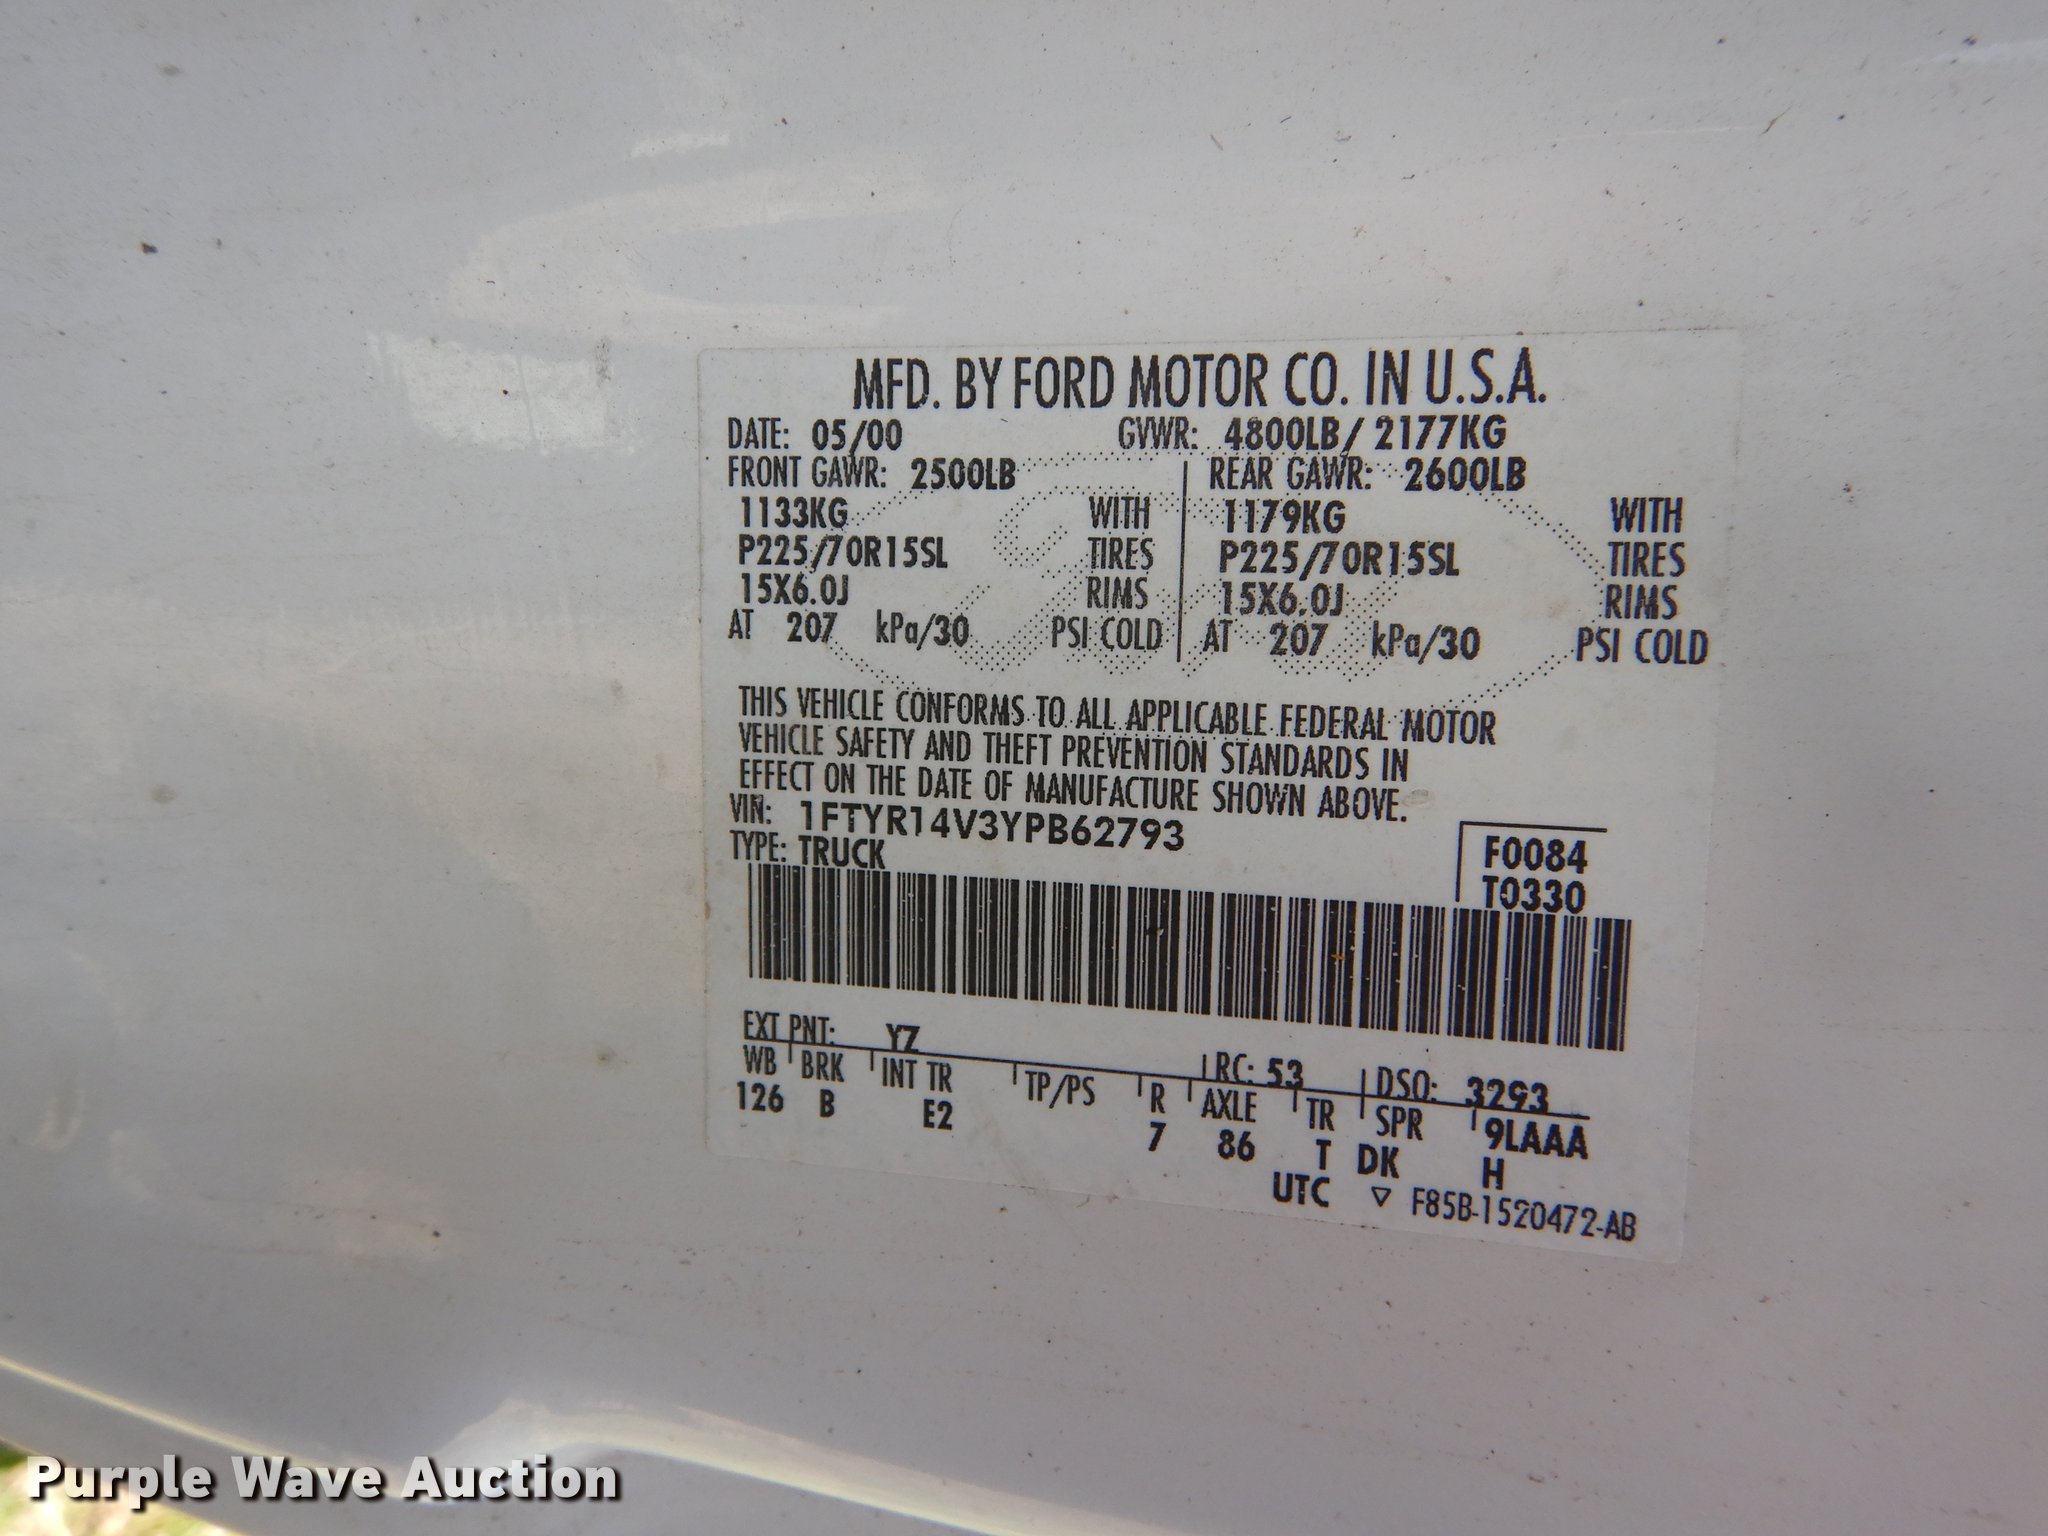 MFD. BY FORD MOTOR CO. IN U.S.A.
DATE: 05/00 GVWR: 4800LB/ 2177KG
FRONT GAWR: 2500LB REAR GAWR: 2600LB
1133KG WITH 1179KG WITH
P225/70R15SL TIRES P225/70R15SL TIRES
15X6.0J RIMS 15X6.0J RIMS
AT 207 kPa/30 PSI COLD AT 207 kPa/30 PSI COLD
THIS VEHICLE CONFORMS TO ALL APPLICABLE FEDERAL MOTOR
VEHICLE SAFETY AND THEFT PREVENTION STANDARDS IN
EFFECT ON THE DATE OF MANUFACTURE SHOWN ABOVE.
VIN: 1FTYR14V3YPB62793
TYPE: TRUCK
F0084
T0330
EXT PNT: YZ RC: 53 DSO: 3293
WB BRK INT TR TP/PS R AXLE TR SPR 9LAAA
126 B E2 7 86 T DK H
UTC ▽ F85B-1520472-AB
Purple Wave Auction